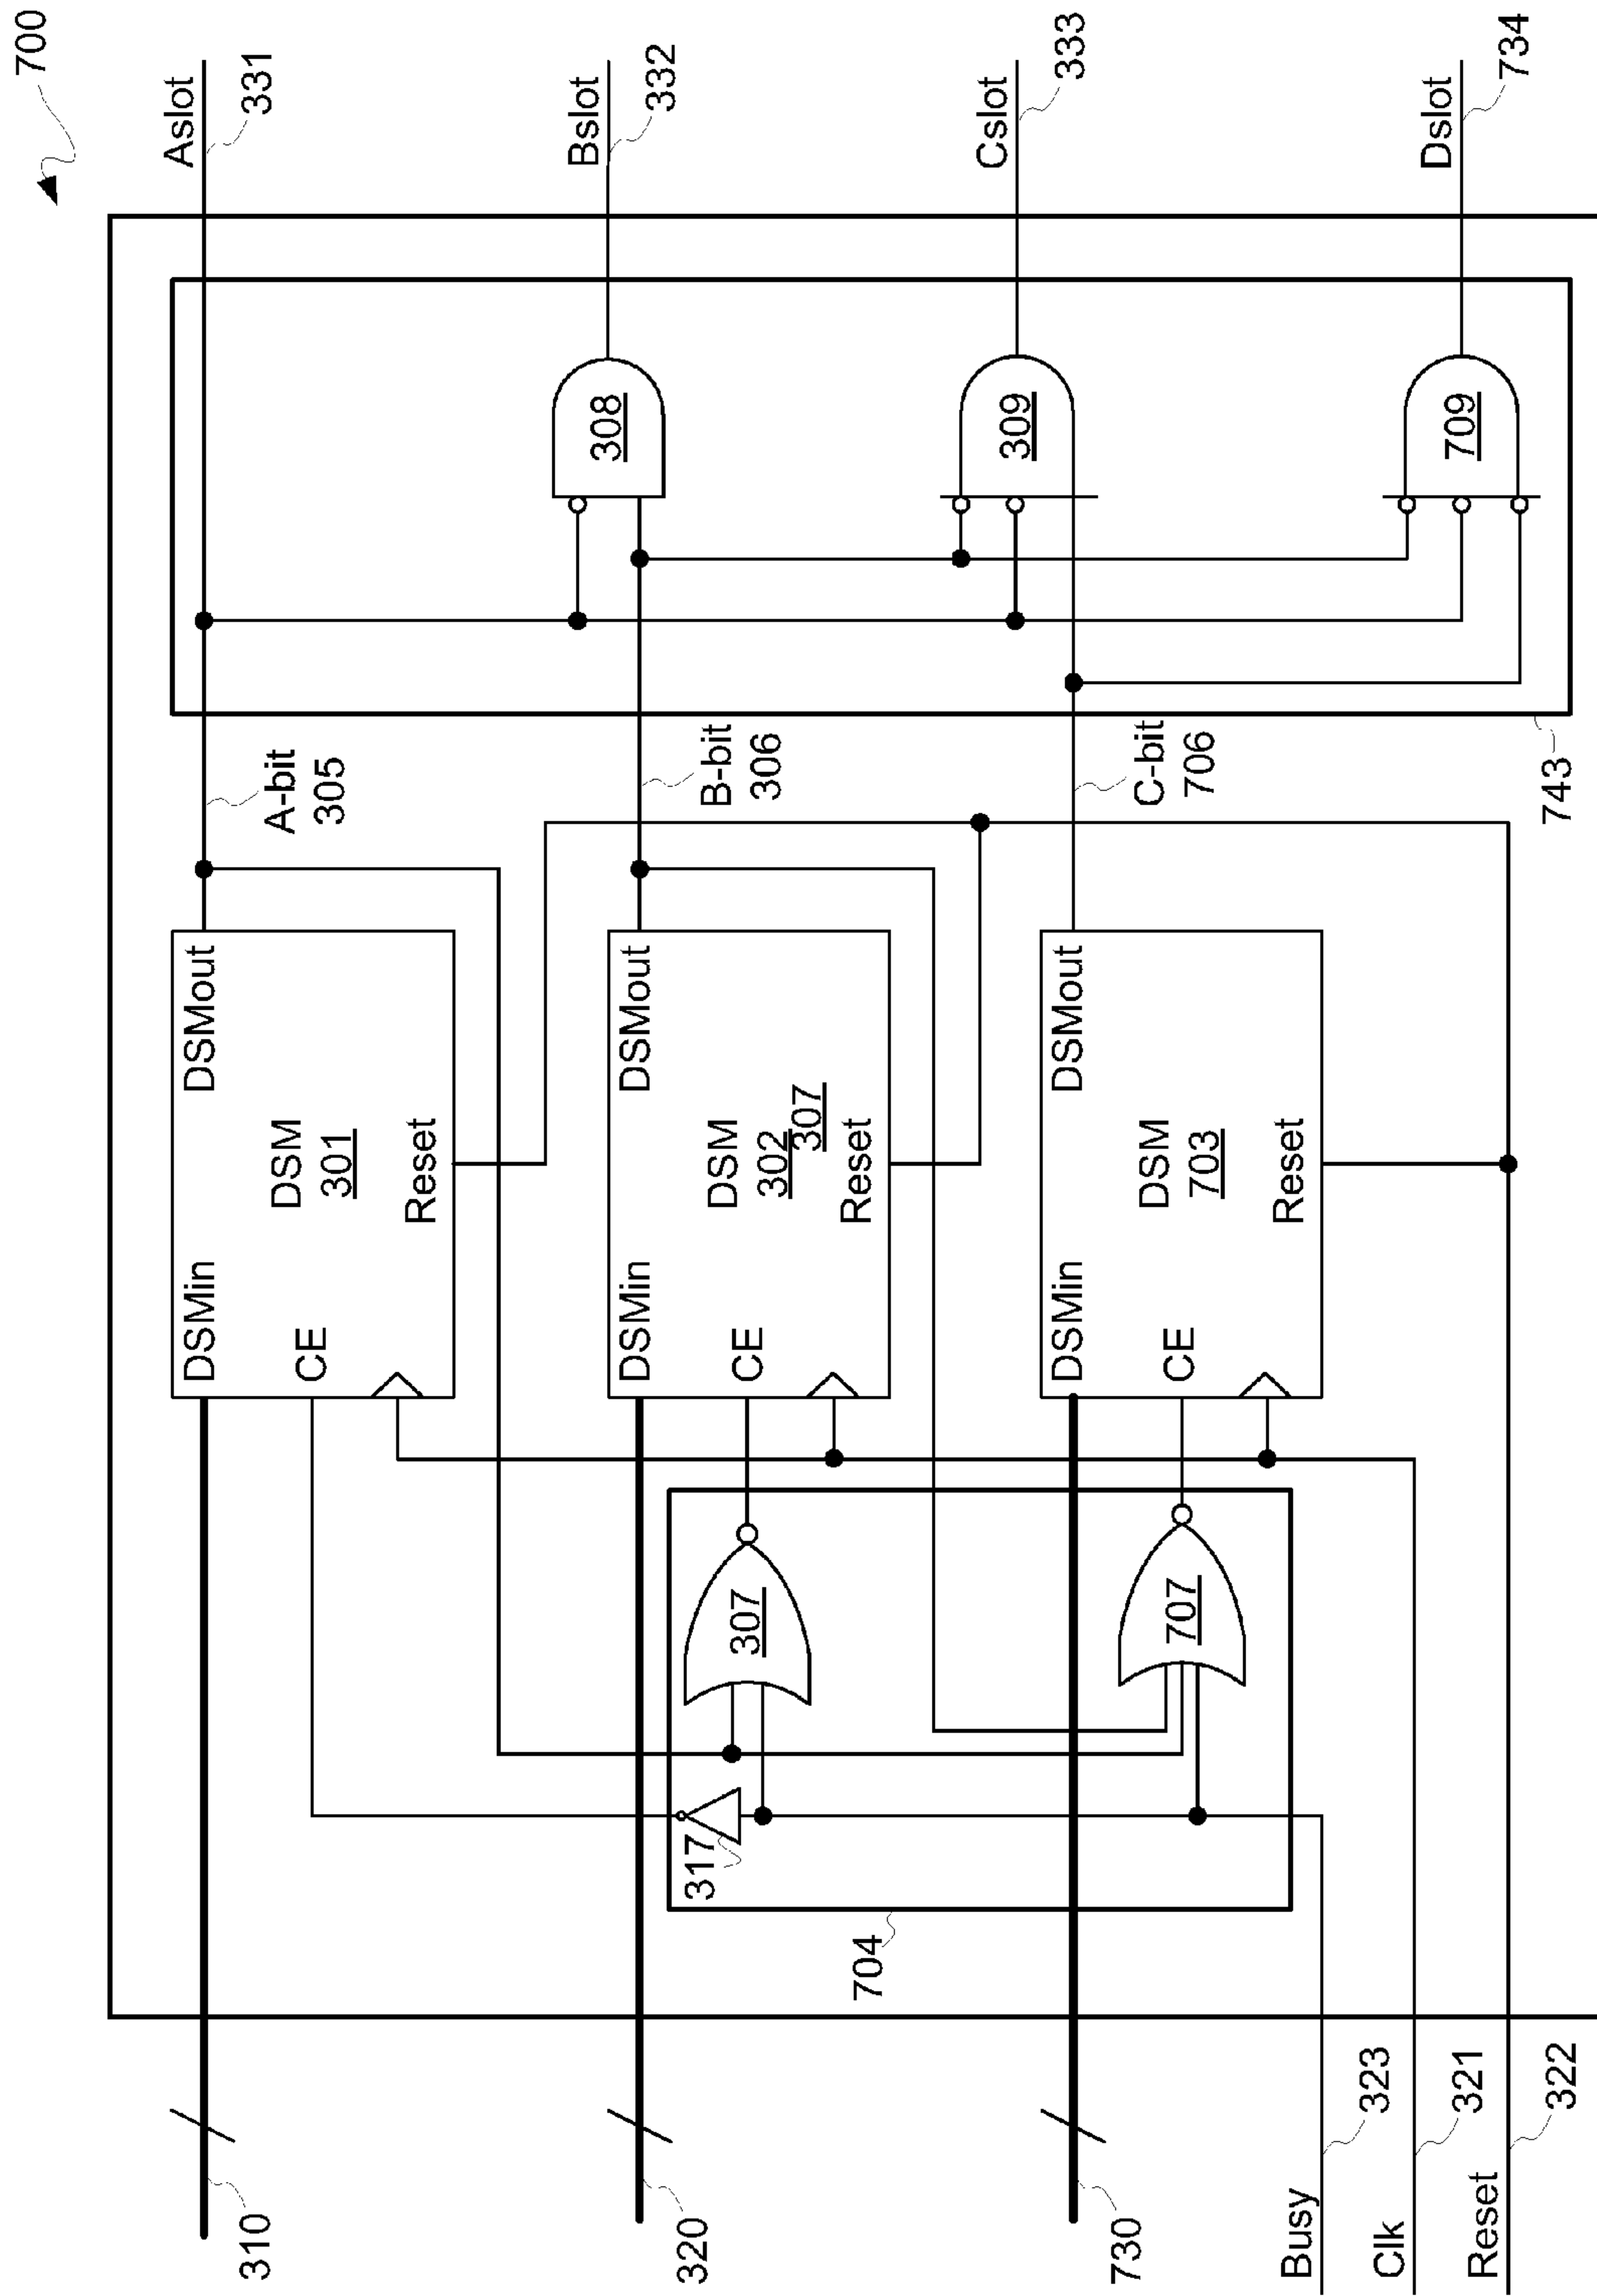 700
Aslot
331
Bslot
332
Cslot
333
Dslot
734
308
309
709
743
A-bit
305
B-bit
306
C-bit
706
DSMin
DSMout
DSM
301
CE
Reset
DSMin
DSMout
DSM
302
307
CE
Reset
DSMin
DSMout
DSM
703
CE
Reset
307
707
317
704
310
320
730
Busy
323
Clk
321
Reset
322